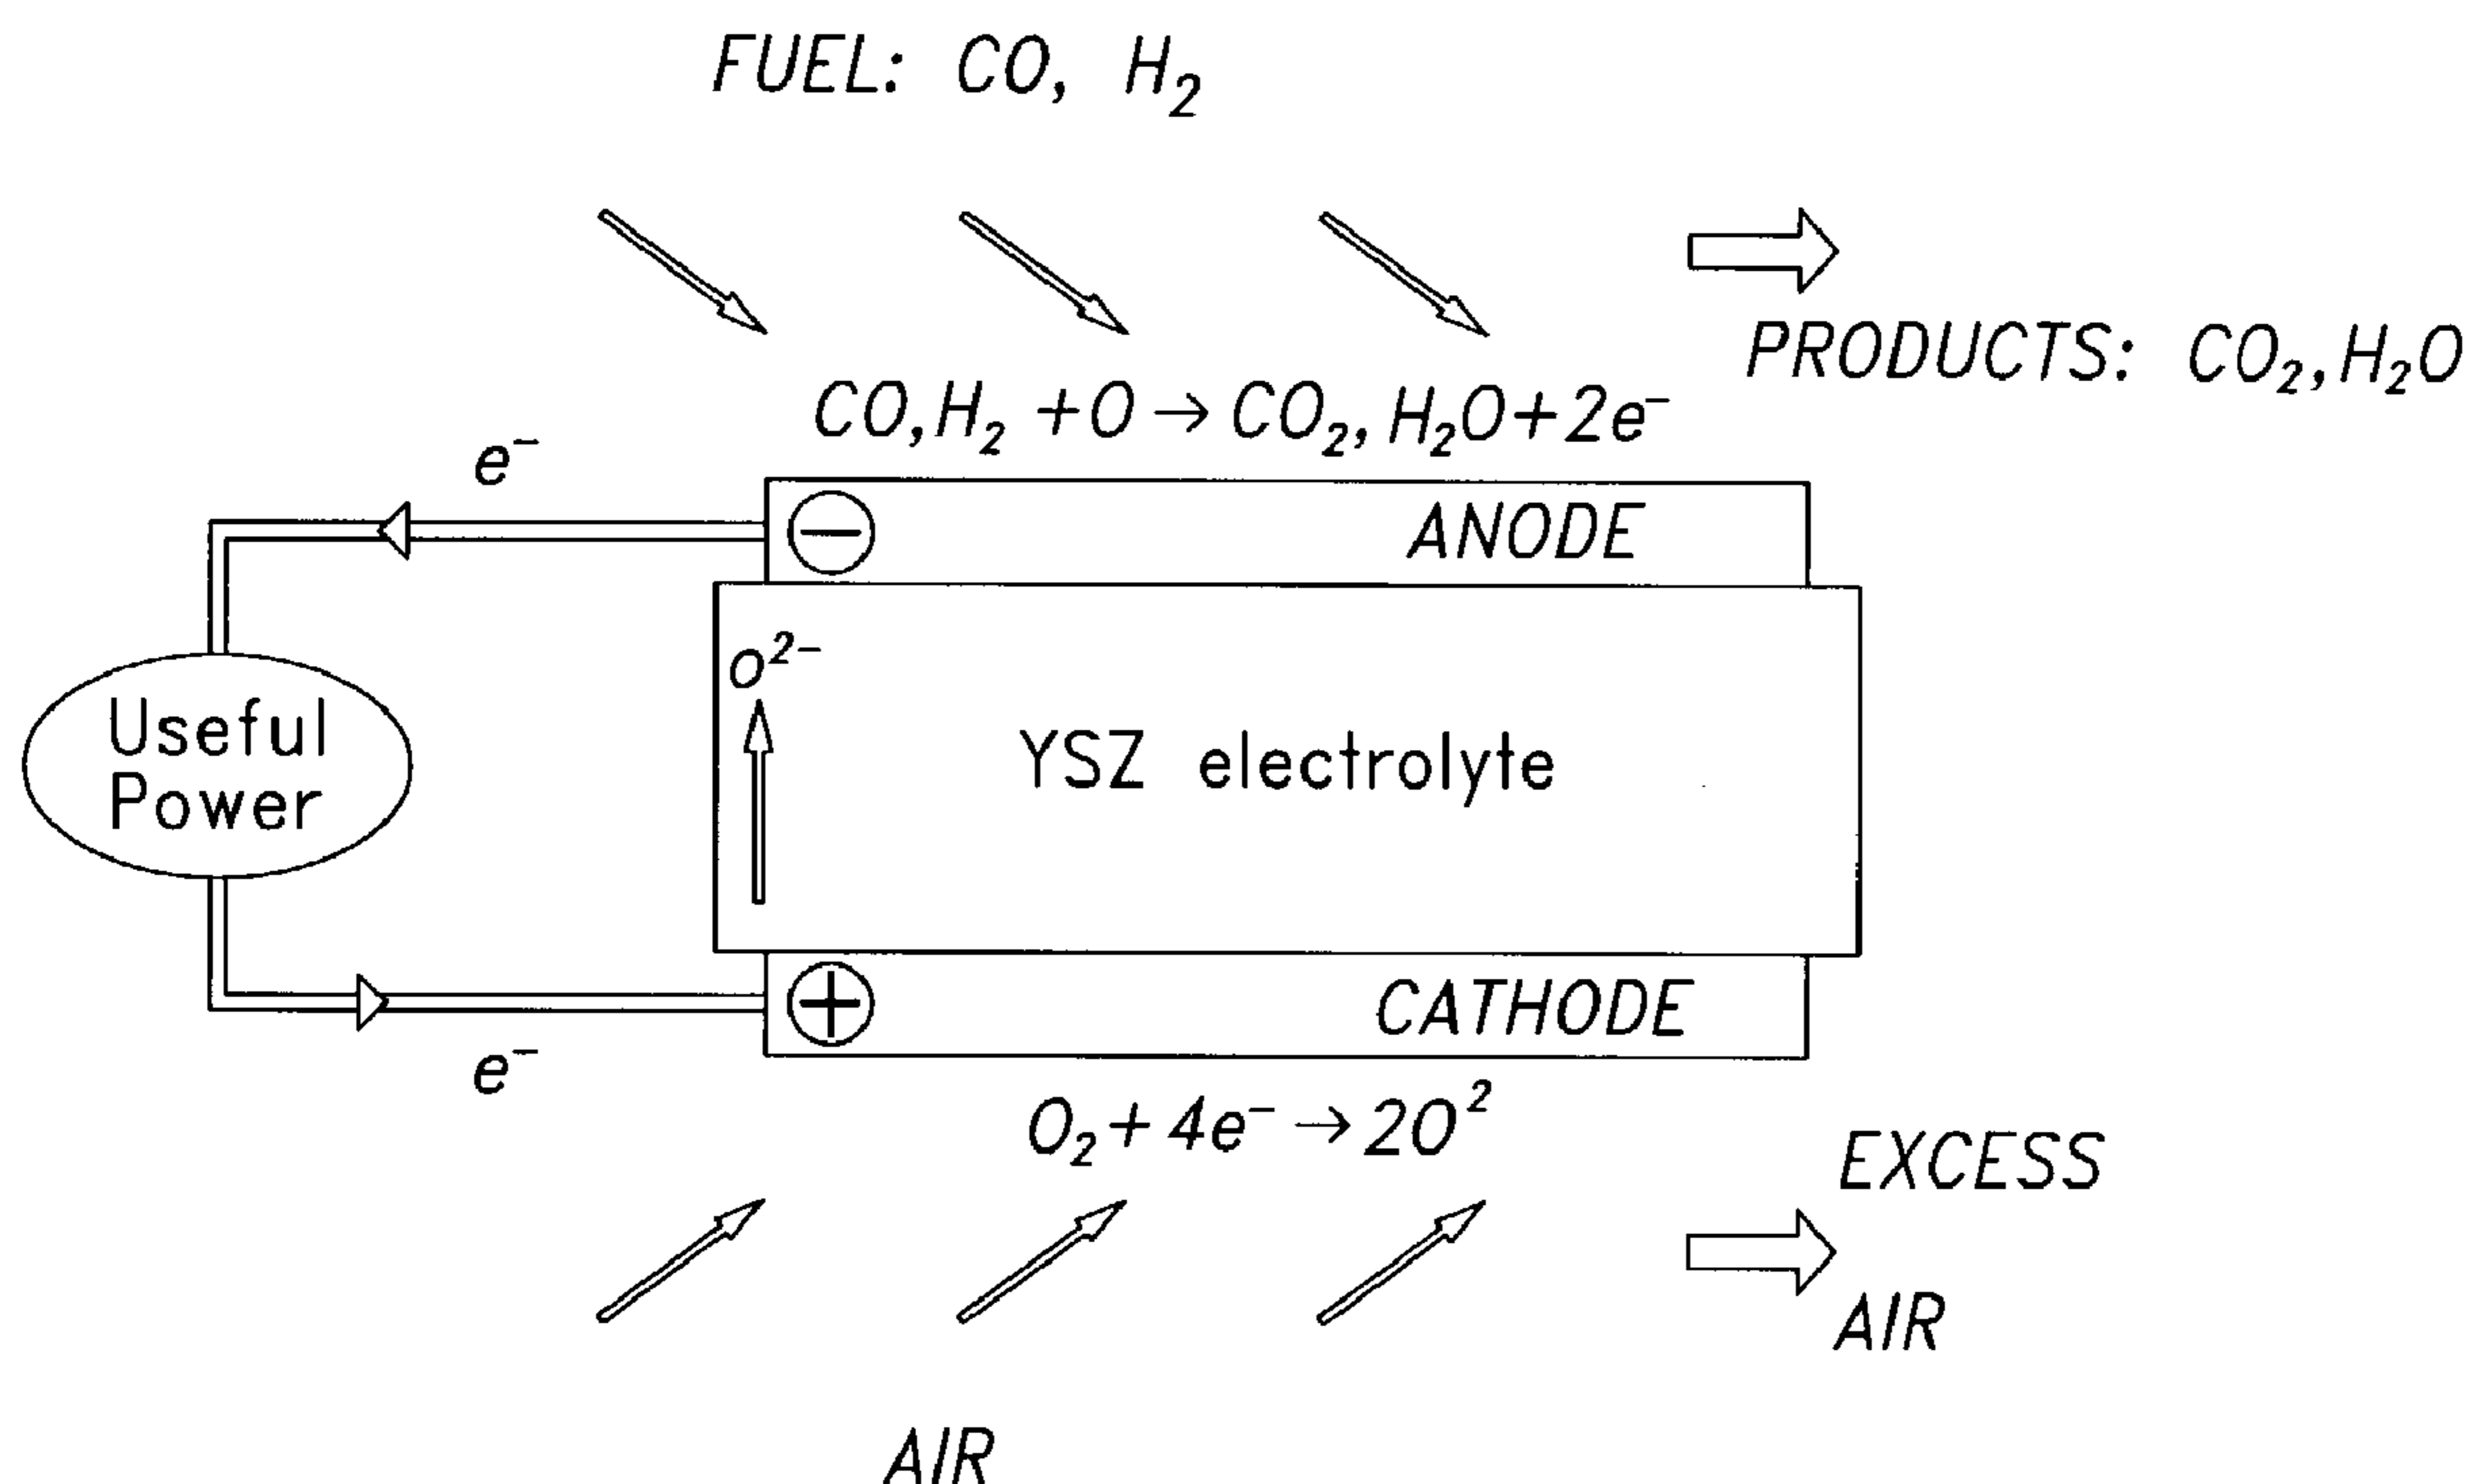 FUEL: CO, H₂
PRODUCTS: CO₂,H₂O
CO,H₂ +O→CO₂,H₂O+2e⁻
e⁻
−
ANODE
O²⁻
Useful
Power
YSZ electrolyte
+
CATHODE
e⁻
O₂+4e⁻→2O²
EXCESS
AIR
AIR